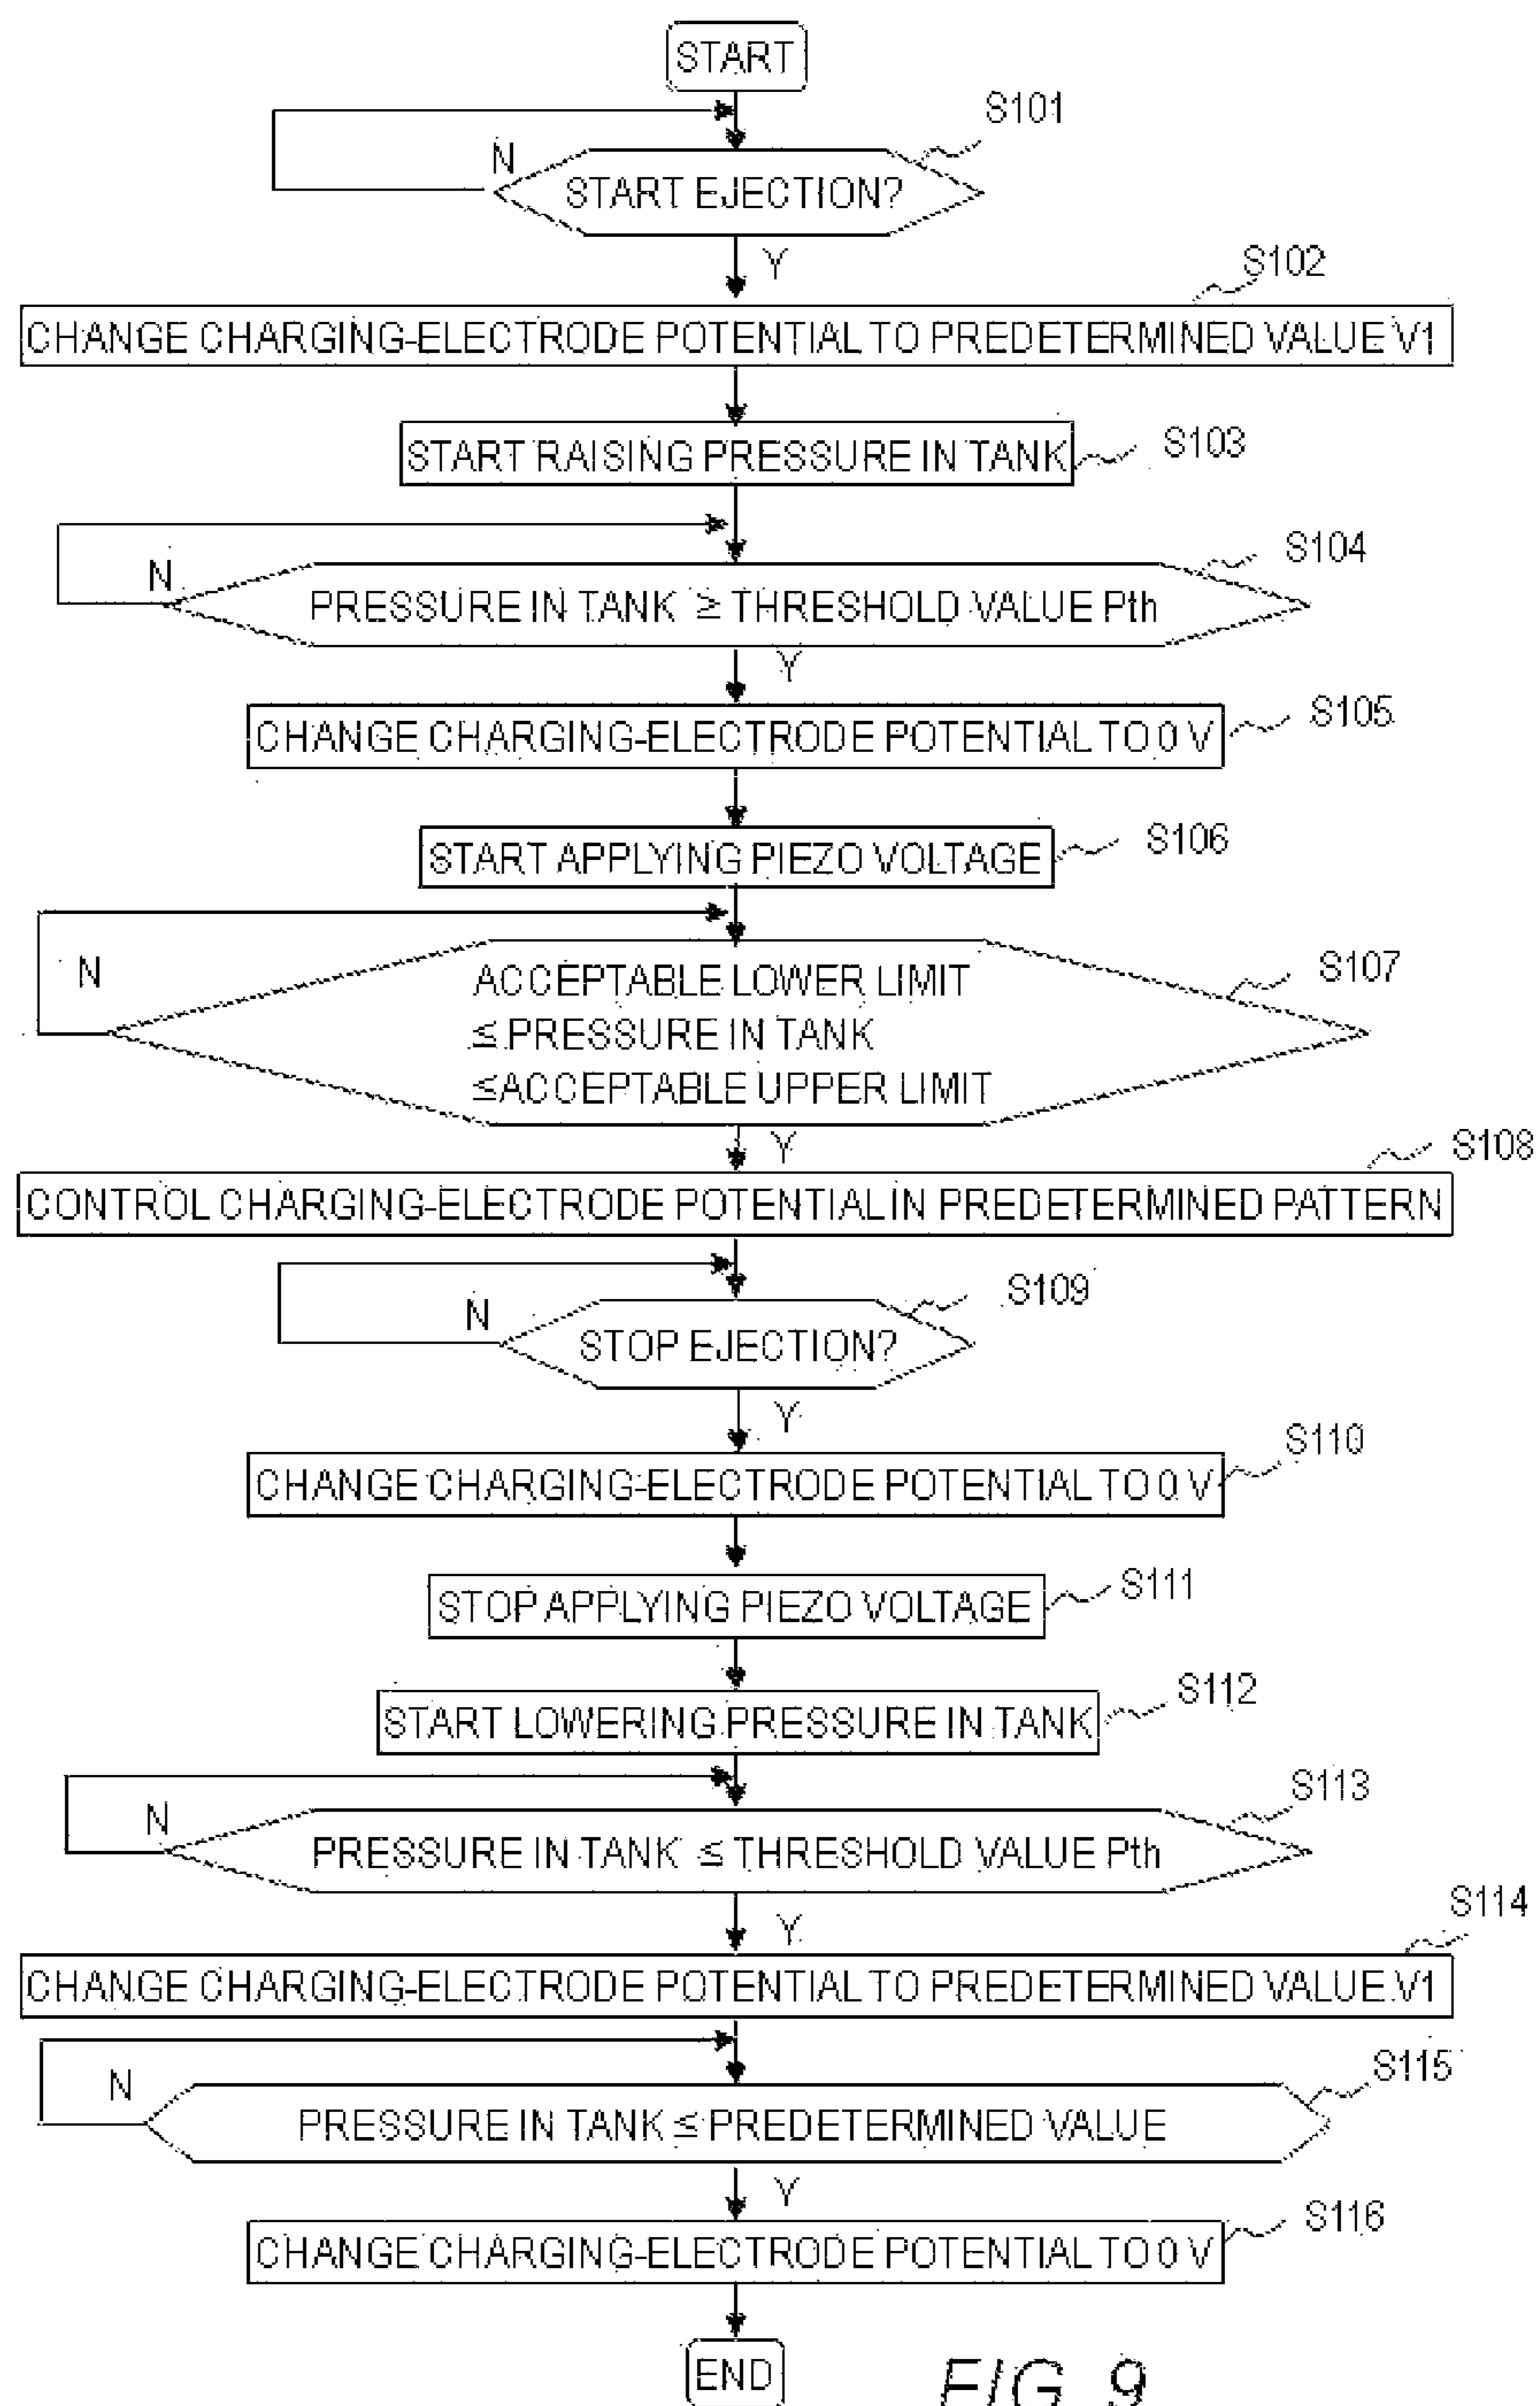 START
S101
N
START EJECTION?
Y
S102
CHANGE CHARGING-ELECTRODE POTENTIAL TO PREDETERMINED VALUE V1
START RAISING PRESSURE IN TANK
S103
S104
N
PRESSURE IN TANK ≥ THRESHOLD VALUE Pth
Y
S105
CHANGE CHARGING-ELECTRODE POTENTIAL TO 0 V
S106
START APPLYING PIEZO VOLTAGE
S107
N
ACCEPTABLE LOWER LIMIT
≤ PRESSURE IN TANK
≤ACCEPTABLE UPPER LIMIT
Y
S108
CONTROL CHARGING-ELECTRODE POTENTIAL IN PREDETERMINED PATTERN
S109
N
STOP EJECTION?
Y
S110
CHANGE CHARGING-ELECTRODE POTENTIAL TO 0 V
S111
STOP APPLYING PIEZO VOLTAGE
S112
START LOWERING PRESSURE IN TANK
S113
N
PRESSURE IN TANK ≤ THRESHOLD VALUE Pth
Y
S114
CHANGE CHARGING-ELECTRODE POTENTIAL TO PREDETERMINED VALUE V1
S115
N
PRESSURE IN TANK ≤ PREDETERMINED VALUE
Y
S116
CHANGE CHARGING-ELECTRODE POTENTIAL TO 0 V
END
FIG. 9